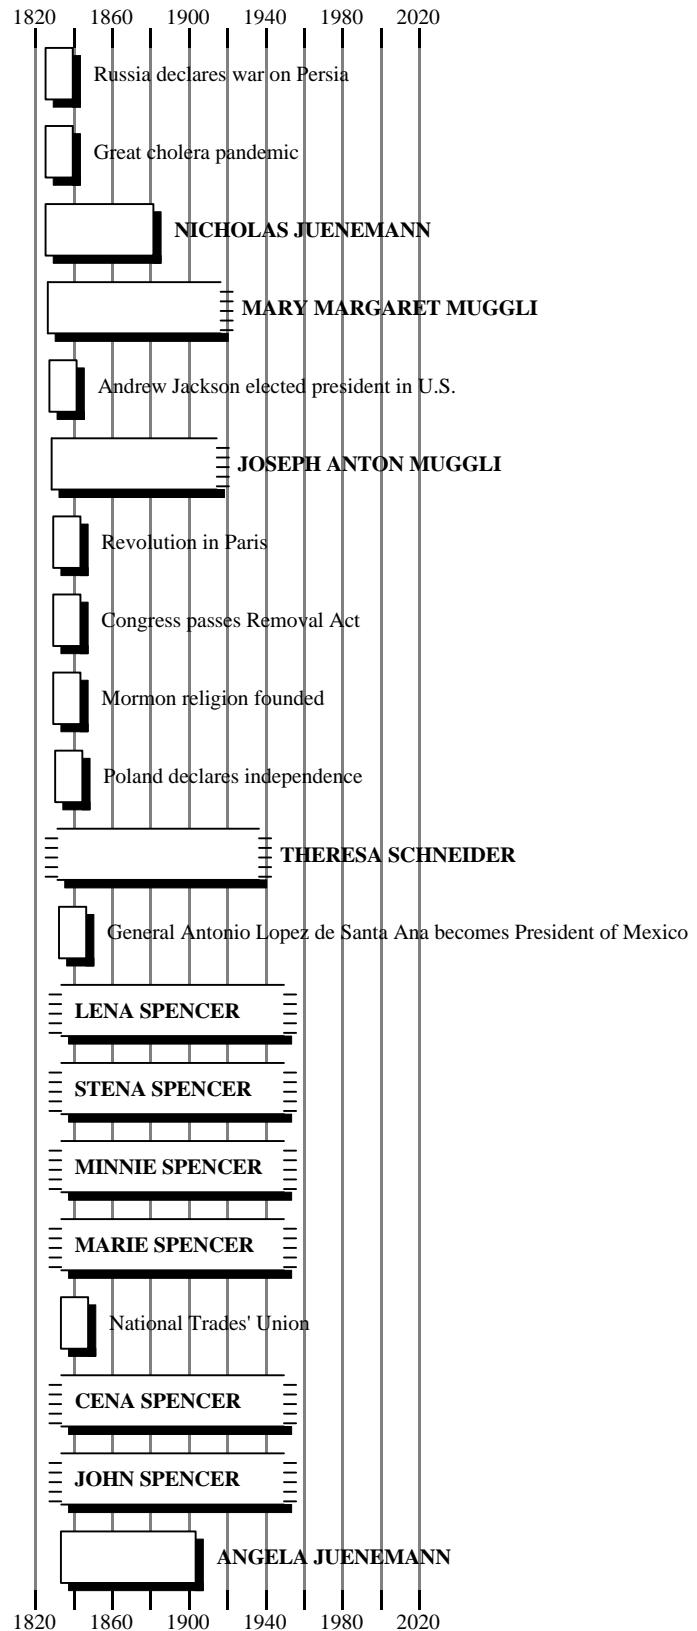 1820 1860 1900 1940 1980 2020
Russia declares war on Persia
Great cholera pandemic
NICHOLAS JUENEMANN
MARY MARGARET MUGGLI
Andrew Jackson elected president in U.S.
JOSEPH ANTON MUGGLI
Revolution in Paris
Congress passes Removal Act
Mormon religion founded
Poland declares independence
THERESA SCHNEIDER
General Antonio Lopez de Santa Ana becomes President of Mexico
LENA SPENCER
STENA SPENCER
MINNIE SPENCER
MARIE SPENCER
National Trades' Union
CENA SPENCER
JOHN SPENCER
ANGELA JUENEMANN
1820 1860 1900 1940 1980 2020